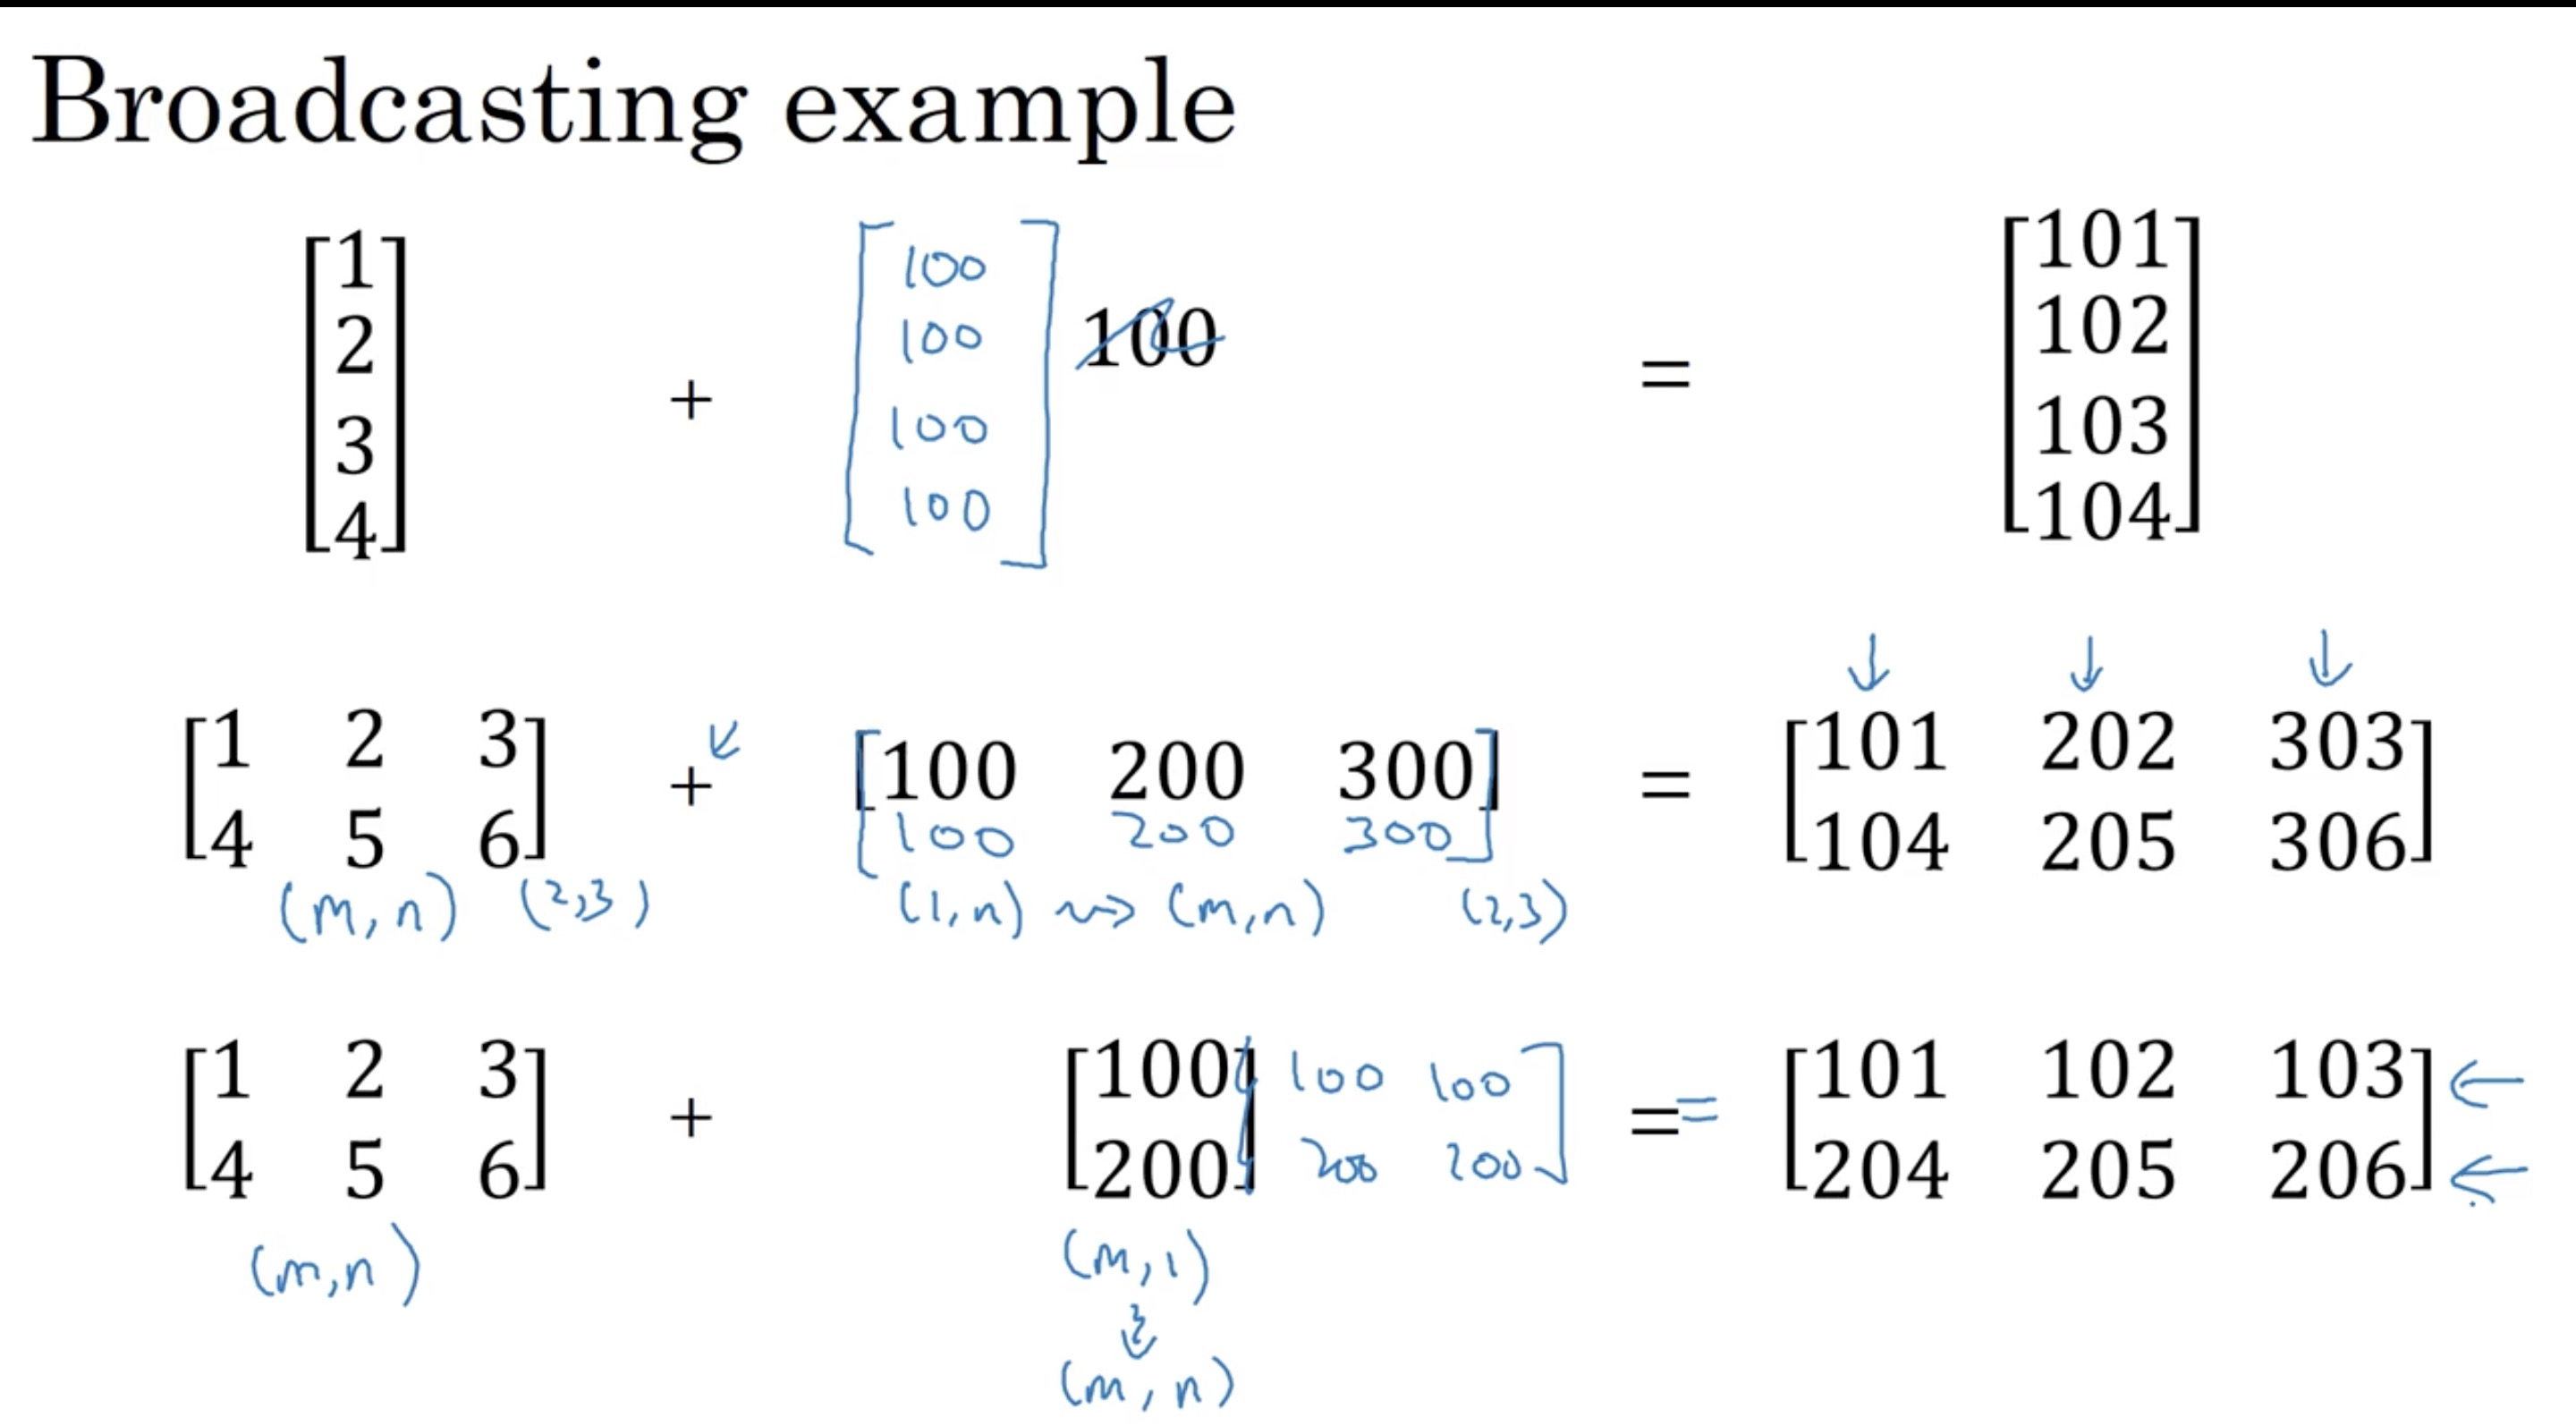 Broadcasting example
[1 2 3 4] + [100 100 100 100] 100 = [101 102 103 104]
[1 2 3 + [100 200 300] = [101 202 303
4 5 6] 100 200 300 104 205 306]
(m, n) (2,3) (1, n) ⇝ (m, n) (2,3)
[1 2 3 + [100] 100 100 = = [101 102 103
4 5 6] 200 200 200] 204 205 206]
(m, n) (m, 1)
(m, n)